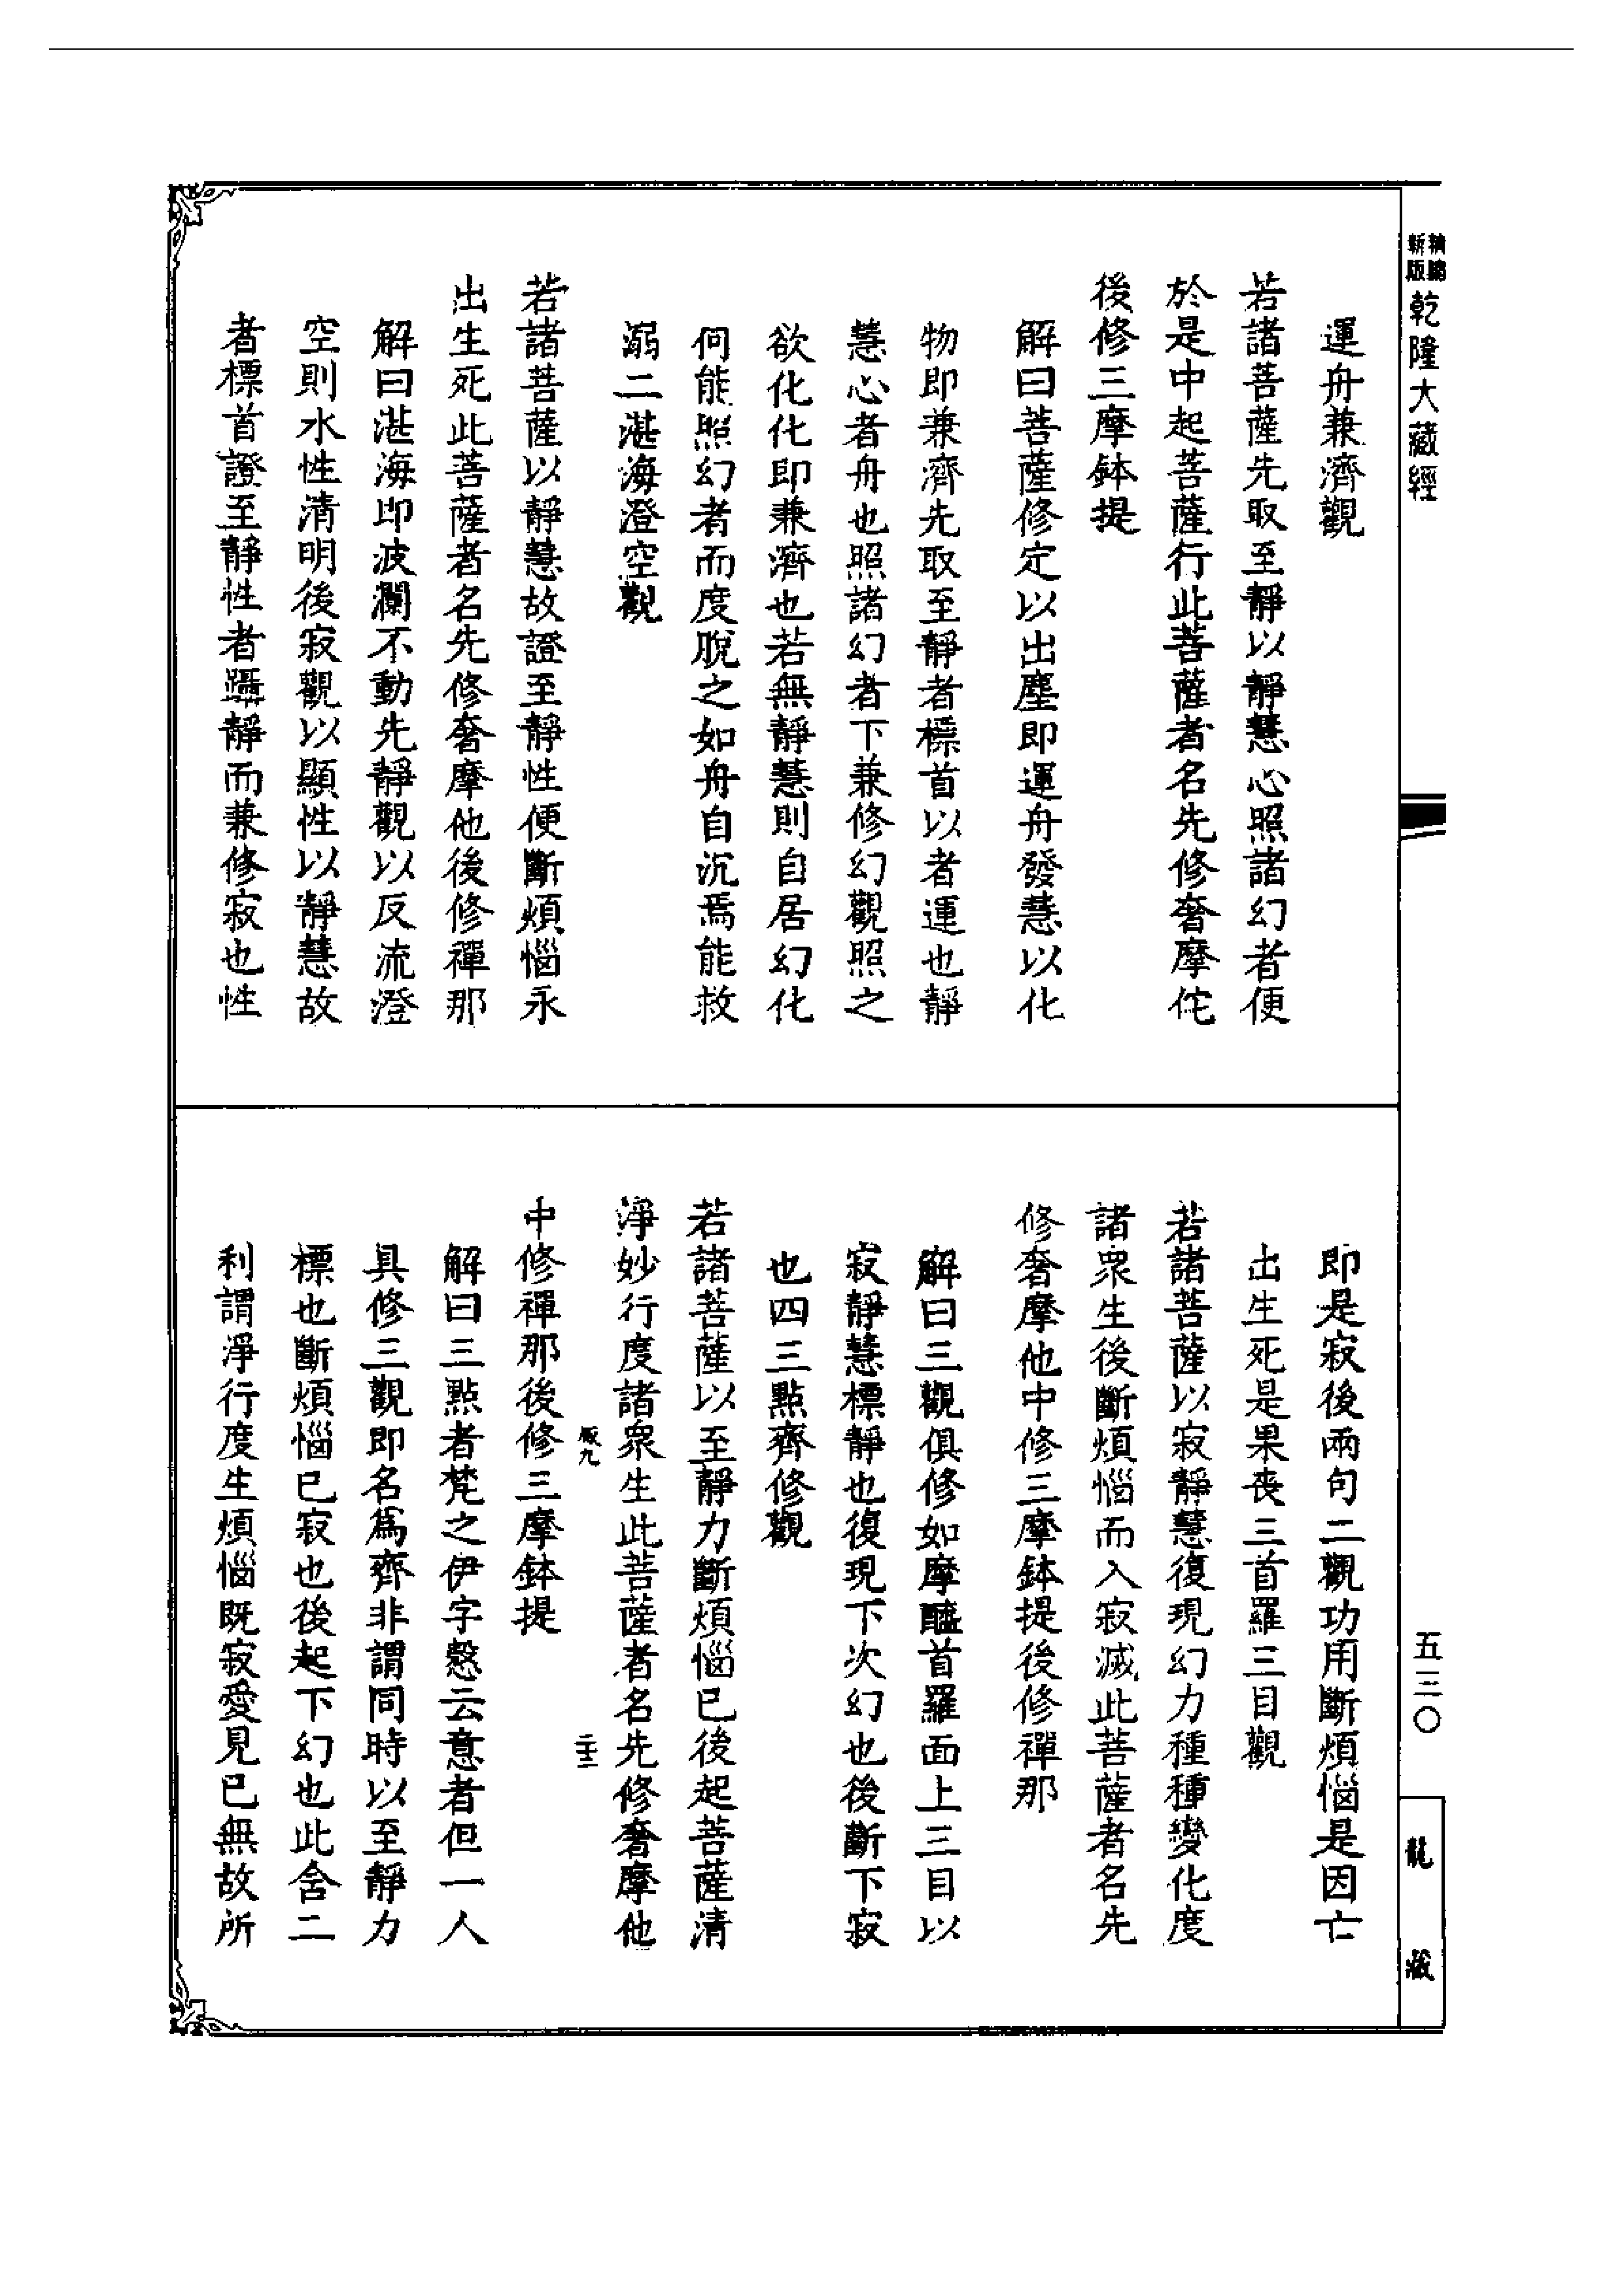 精縮新版乾隆大藏經
運舟兼濟觀
若諸菩薩先取至靜以靜慧心照諸幻者便
於是中起菩薩行此菩薩者名先修奢摩佗
後修三摩鉢提
解曰菩薩修定以出塵即運舟發慧以化
物即兼濟先取至靜者標首以者運也靜
慧心者舟也照諸幻者下兼修幻觀照之
欲化化即兼濟也若無靜慧則自居幻化
何能照幻者而度脫之如舟自沉焉能救
溺二湛海澄空觀
若諸菩薩以靜慧故證至靜性便斷煩惱永
出生死此菩薩者名先修奢摩他後修禪那
解曰湛海即波瀾不動先靜觀以反流澄
空則水性清明後寂觀以顯性以靜慧故
者標首證至靜性者躡靜而兼修寂也性
即是寂後兩句二觀功用斷煩惱是因亡
出生死是果喪三首羅三目觀
若諸菩薩以寂靜慧復現幻力種種變化度
諸衆生後斷煩惱而入寂滅此菩薩者名先
修奢摩他中修三摩鉢提後修禪那
解曰三觀俱修如摩醯首羅面上三目以
寂靜慧標靜也復現下次幻也後斷下寂
也四三點齊修觀
若諸菩薩以至靜力斷煩惱已後起菩薩清
淨妙行度諸衆生此菩薩者名先修奢摩他
中修禪那後修三摩鉢提
解曰三點者梵之伊字慤云意者但一人
具修三觀即名爲齊非謂同時以至靜力
標也斷煩惱已寂也後起下幻也此含二
利謂淨行度生煩惱既寂愛見已無故所
五三〇
龍藏